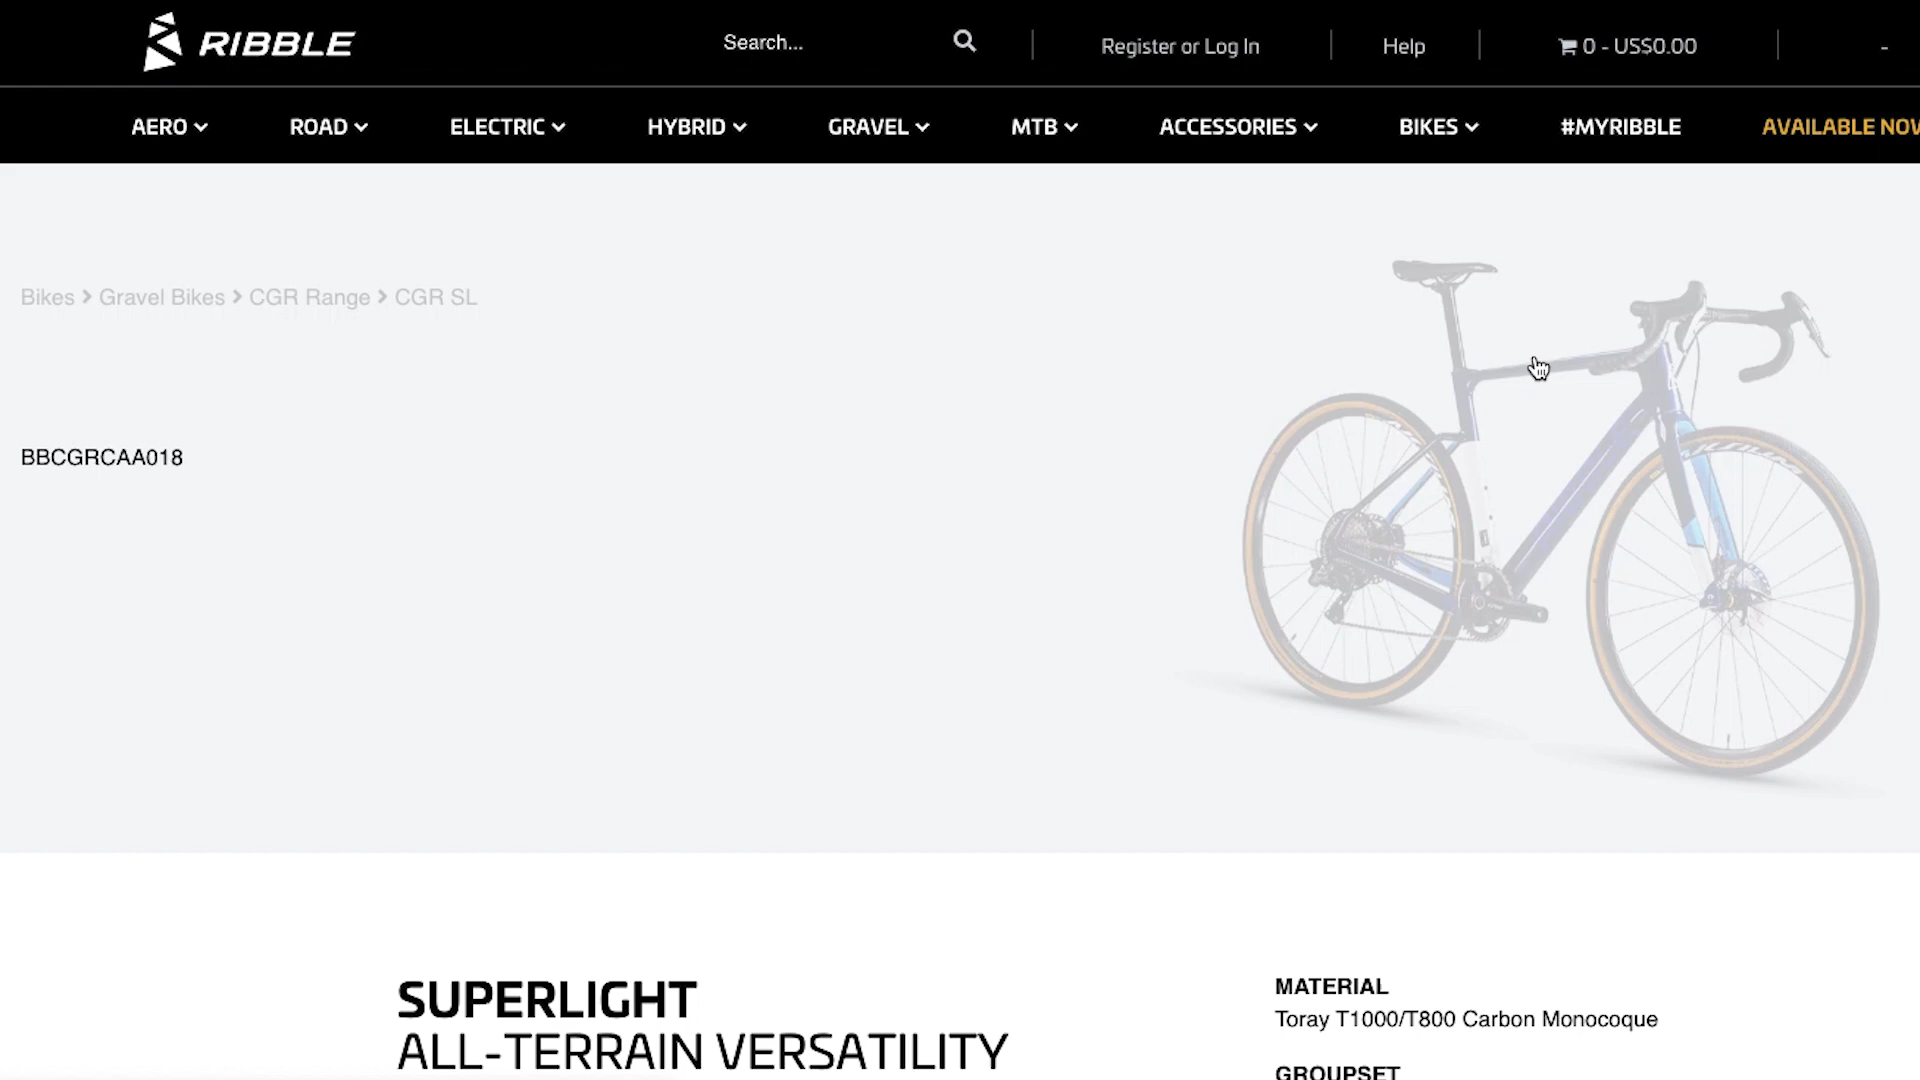 RIBBLE
Search...
Register or Log In
Help
0 - US$0.00
-
AERO
ROAD
ELECTRIC
HYBRID
GRAVEL
MTB
ACCESSORIES
BIKES
#MYRIBBLE
AVAILABLE NOW
Bikes > Gravel Bikes > CGR Range > CGR SL
BBCGRCAA018
SUPERLIGHT
ALL-TERRAIN VERSATILITY
MATERIAL
Toray T1000/T800 Carbon Monocoque
GROUPSET